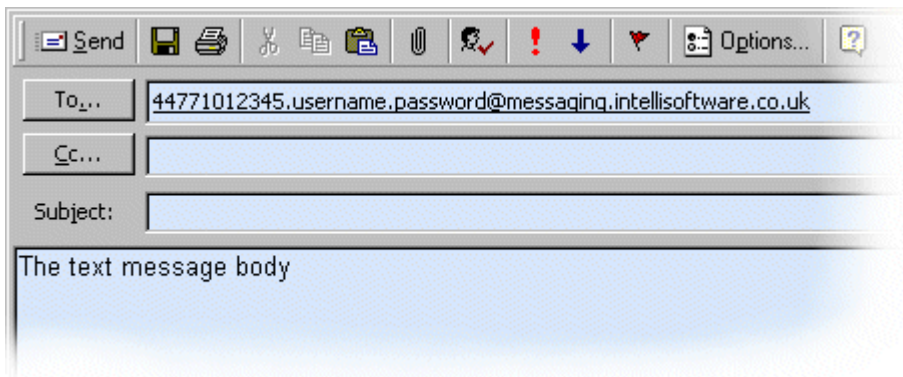 Send Options...
To... 44771012345.username.password@messaging.intellisoftware.co.uk
Cc...
Subject:
The text message body